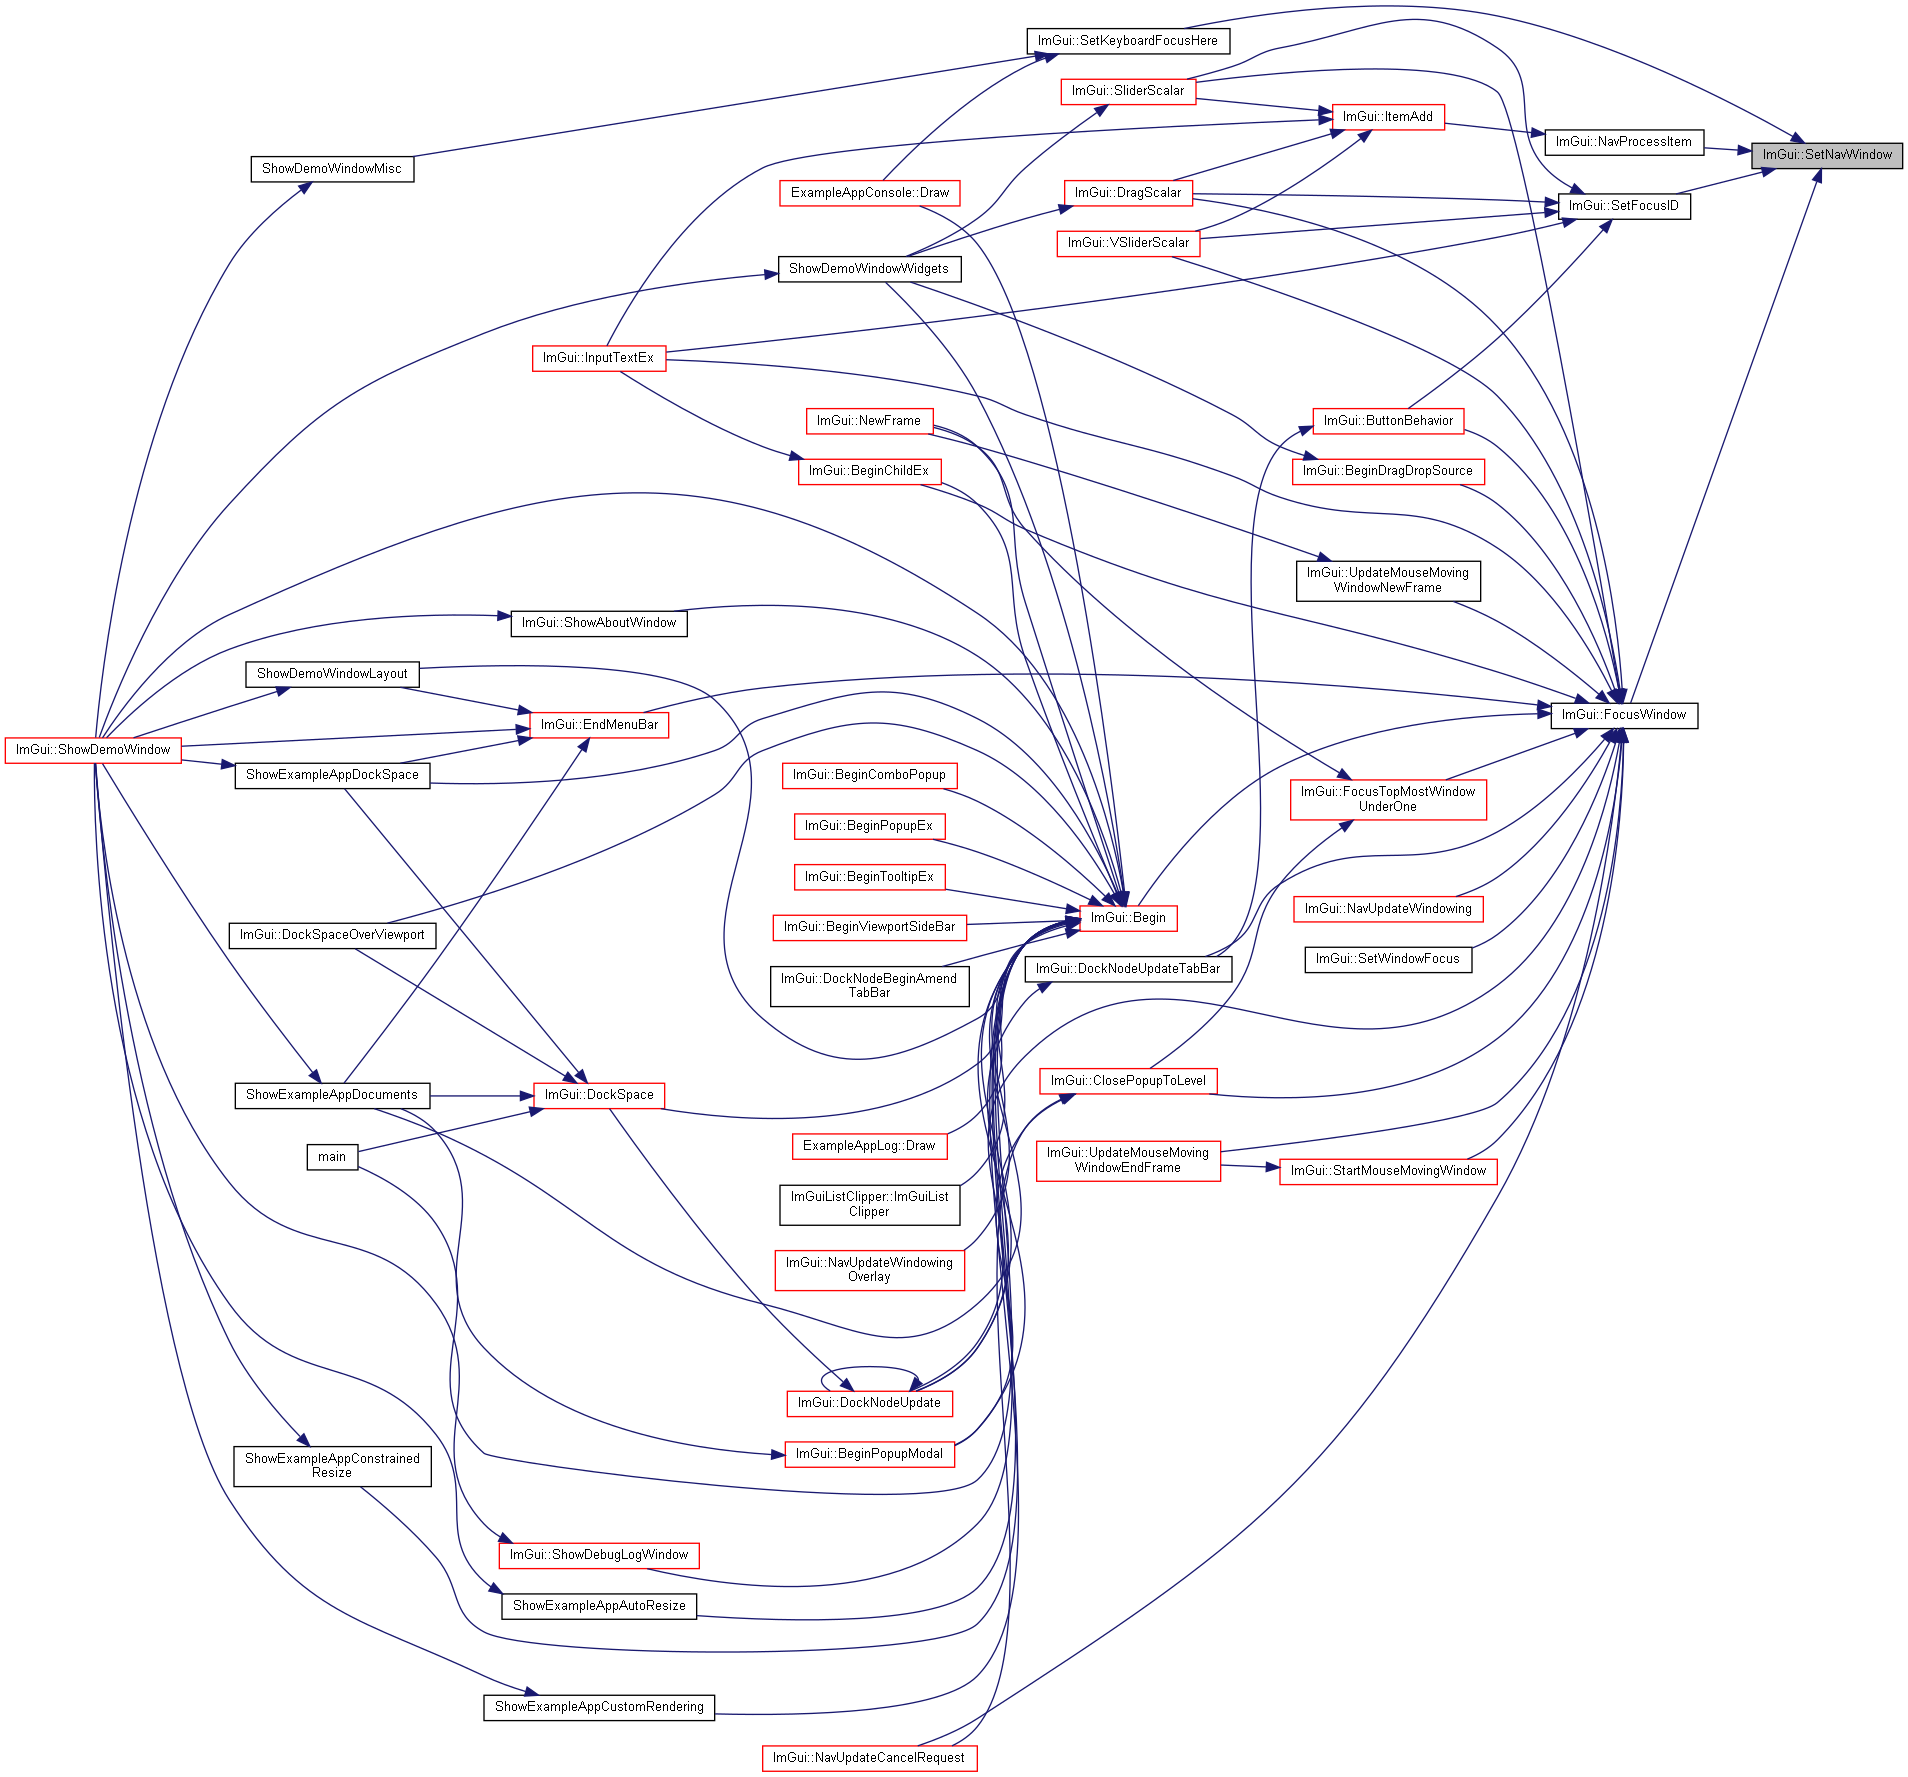 ImGui::SetKeyboardFocusHere
ImGui::SliderScalar
ImGui::ItemAdd
ImGui::NavProcessItem
ImGui::SetNavWindow
ShowDemoWindowMisc
ExampleAppConsole::Draw
ImGui::DragScalar
ImGui::SetFocusID
ImGui::VSliderScalar
ShowDemoWindowWidgets
ImGui::InputTextEx
ImGui::NewFrame
ImGui::ButtonBehavior
ImGui::BeginChildEx
ImGui::BeginDragDropSource
ImGui::UpdateMouseMoving
WindowNewFrame
ImGui::ShowAboutWindow
ShowDemoWindowLayout
ImGui::EndMenuBar
ImGui::FocusWindow
ImGui::ShowDemoWindow
ShowExampleAppDockSpace
ImGui::BeginComboPopup
ImGui::FocusTopMostWindow
UnderOne
ImGui::BeginPopupEx
ImGui::BeginTooltipEx
ImGui::NavUpdateWindowing
ImGui::Begin
ImGui::BeginViewportSideBar
ImGui::DockSpaceOverViewport
ImGui::SetWindowFocus
ImGui::DockNodeUpdateTabBar
ImGui::DockNodeBeginAmend
TabBar
ImGui::ClosePopupToLevel
ShowExampleAppDocuments
ImGui::DockSpace
ExampleAppLog::Draw
main
ImGui::UpdateMouseMoving
WindowEndFrame
ImGui::StartMouseMovingWindow
ImGuiListClipper::ImGuiList
Clipper
ImGui::NavUpdateWindowing
Overlay
ImGui::DockNodeUpdate
ImGui::BeginPopupModal
ShowExampleAppConstrained
Resize
ImGui::ShowDebugLogWindow
ShowExampleAppAutoResize
ShowExampleAppCustomRendering
ImGui::NavUpdateCancelRequest